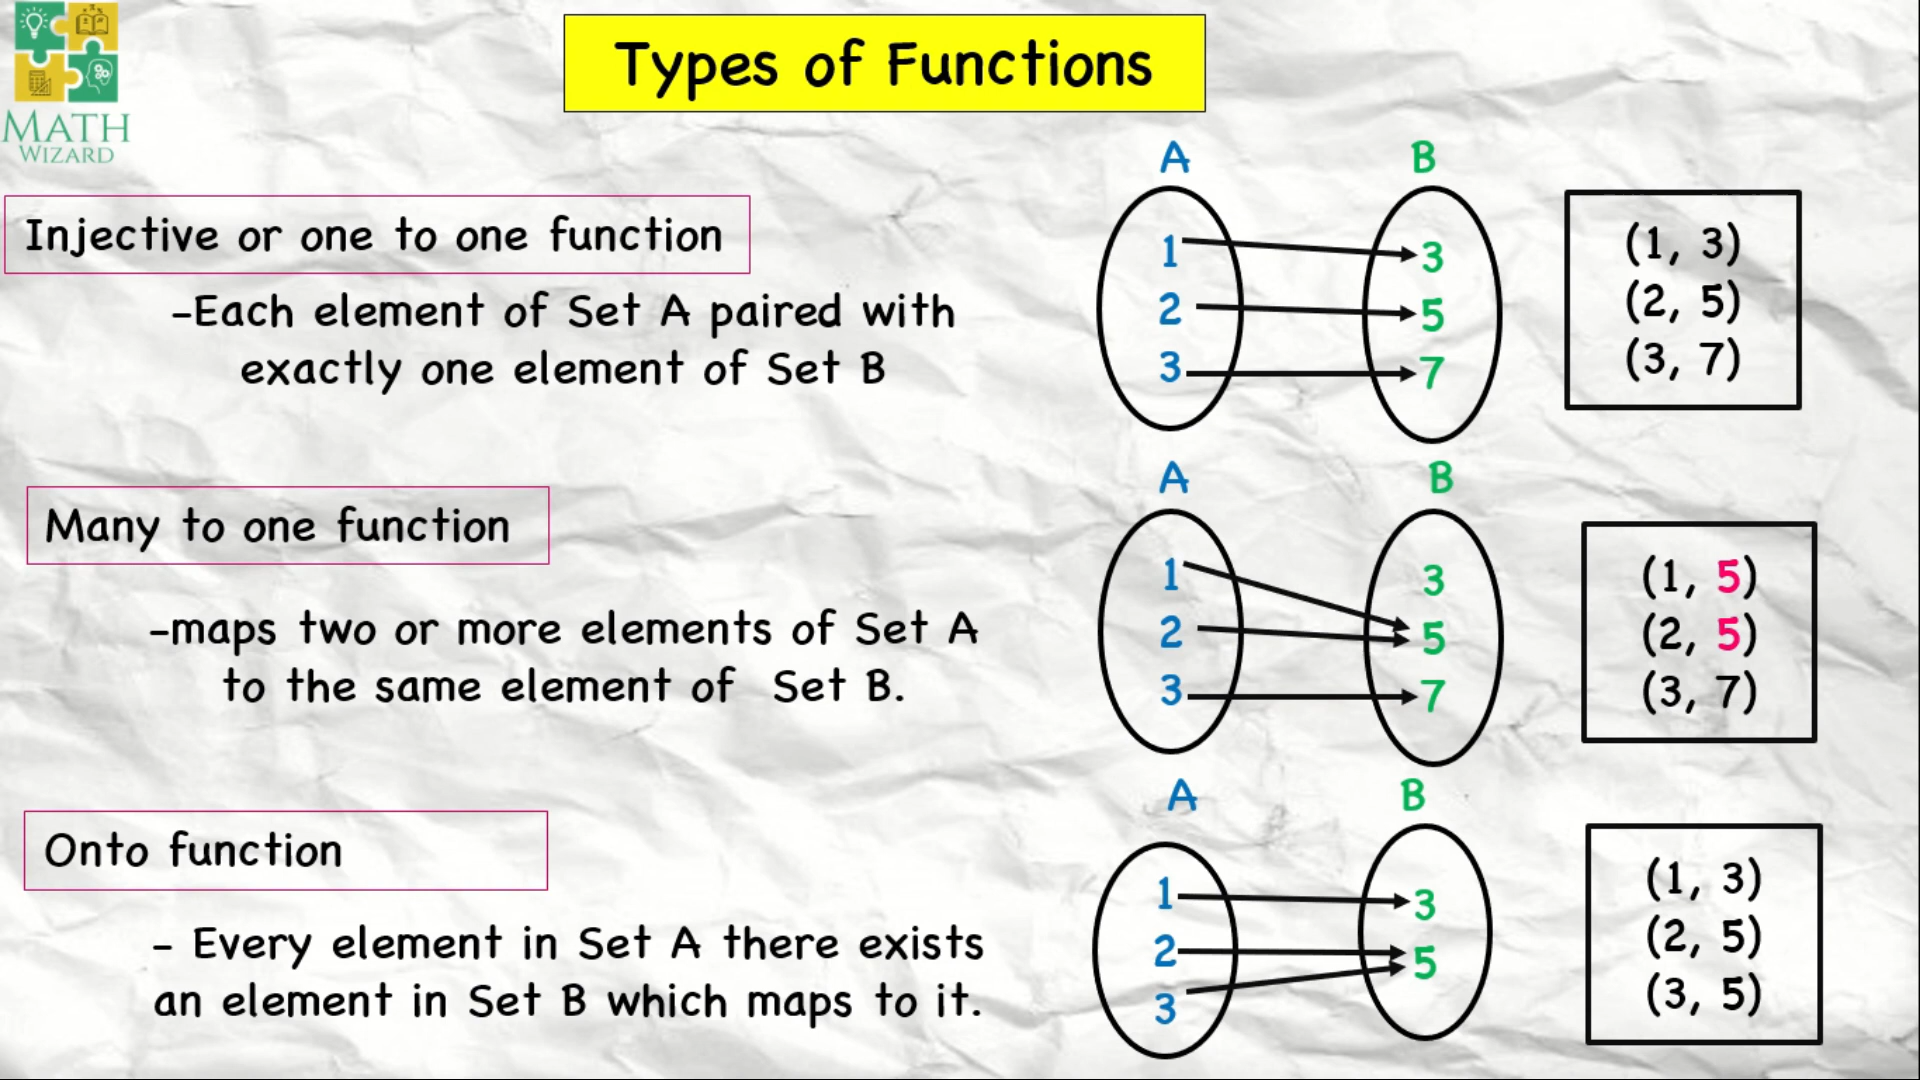 MATH
WIZARD
Types of Functions
Injective or one to one function
-Each element of Set A paired with
exactly one element of Set B
A B
1 3
2 5
3 7
(1, 3)
(2, 5)
(3, 7)
Many to one function
-maps two or more elements of Set A
to the same element of Set B.
A B
1 3
2 5
3 7
(1, 5)
(2, 5)
(3, 7)
Onto function
- Every element in Set A there exists
an element in Set B which maps to it.
A B
1 3
2 5
3
(1, 3)
(2, 5)
(3, 5)